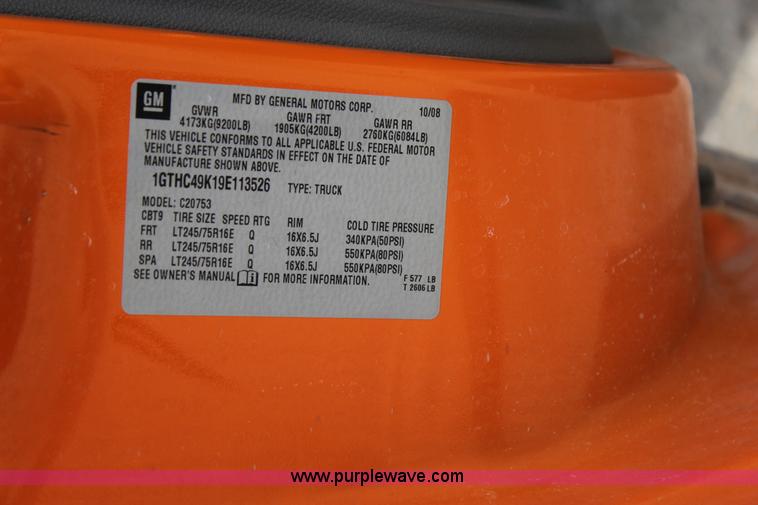 GM
MFD BY GENERAL MOTORS CORP. 10/08
GVWR GAWR FRT GAWR RR
4173KG(9200LB) 1905KG(4200LB) 2760KG(6084LB)
THIS VEHICLE CONFORMS TO ALL APPLICABLE U.S. FEDERAL MOTOR
VEHICLE SAFETY STANDARDS IN EFFECT ON THE DATE OF
MANUFACTURE SHOWN ABOVE.
1GTHC49K19E113526 TYPE: TRUCK
MODEL: C20753
CBT9 TIRE SIZE SPEED RTG RIM COLD TIRE PRESSURE
FRT LT245/75R16E Q 16X6.5J 340KPA(50PSI)
RR LT245/75R16E Q 16X6.5J 550KPA(80PSI)
SPA LT245/75R16E Q 16X6.5J 550KPA(80PSI)
SEE OWNER'S MANUAL FOR MORE INFORMATION.
F 577 LB
T 2606 LB
www.purplewave.com